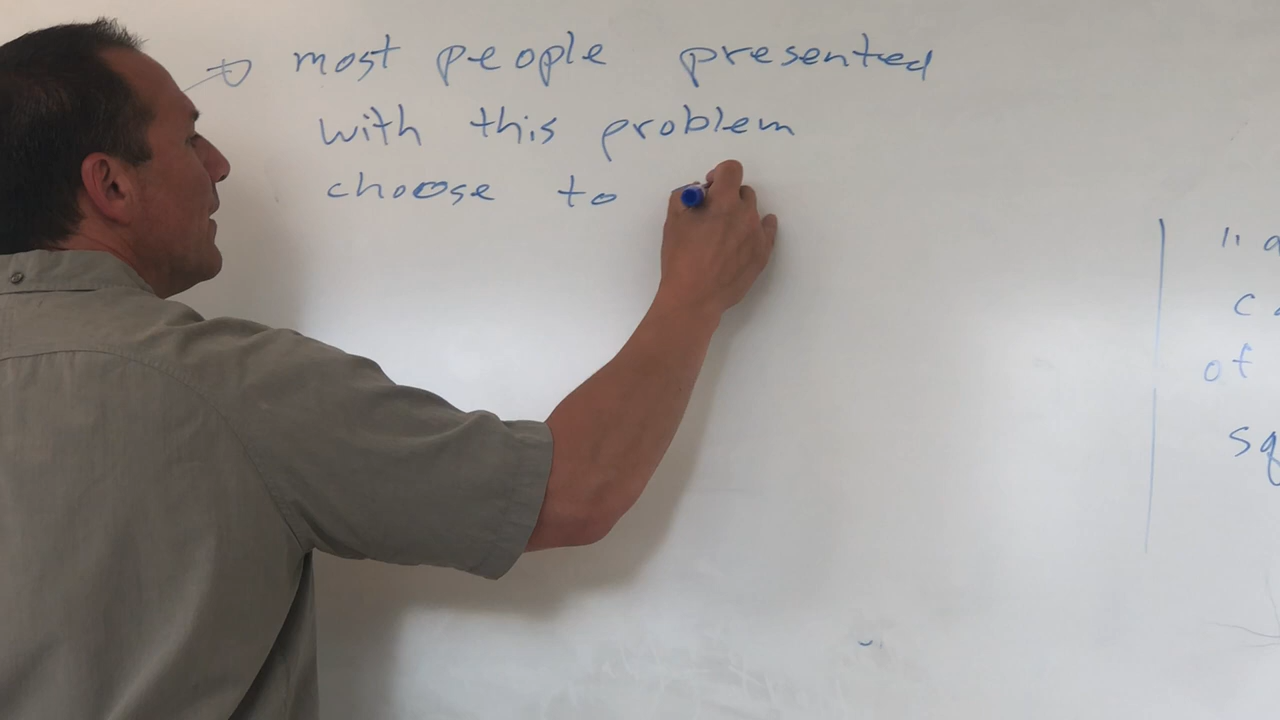 most people presented
with this problem
choose to
of